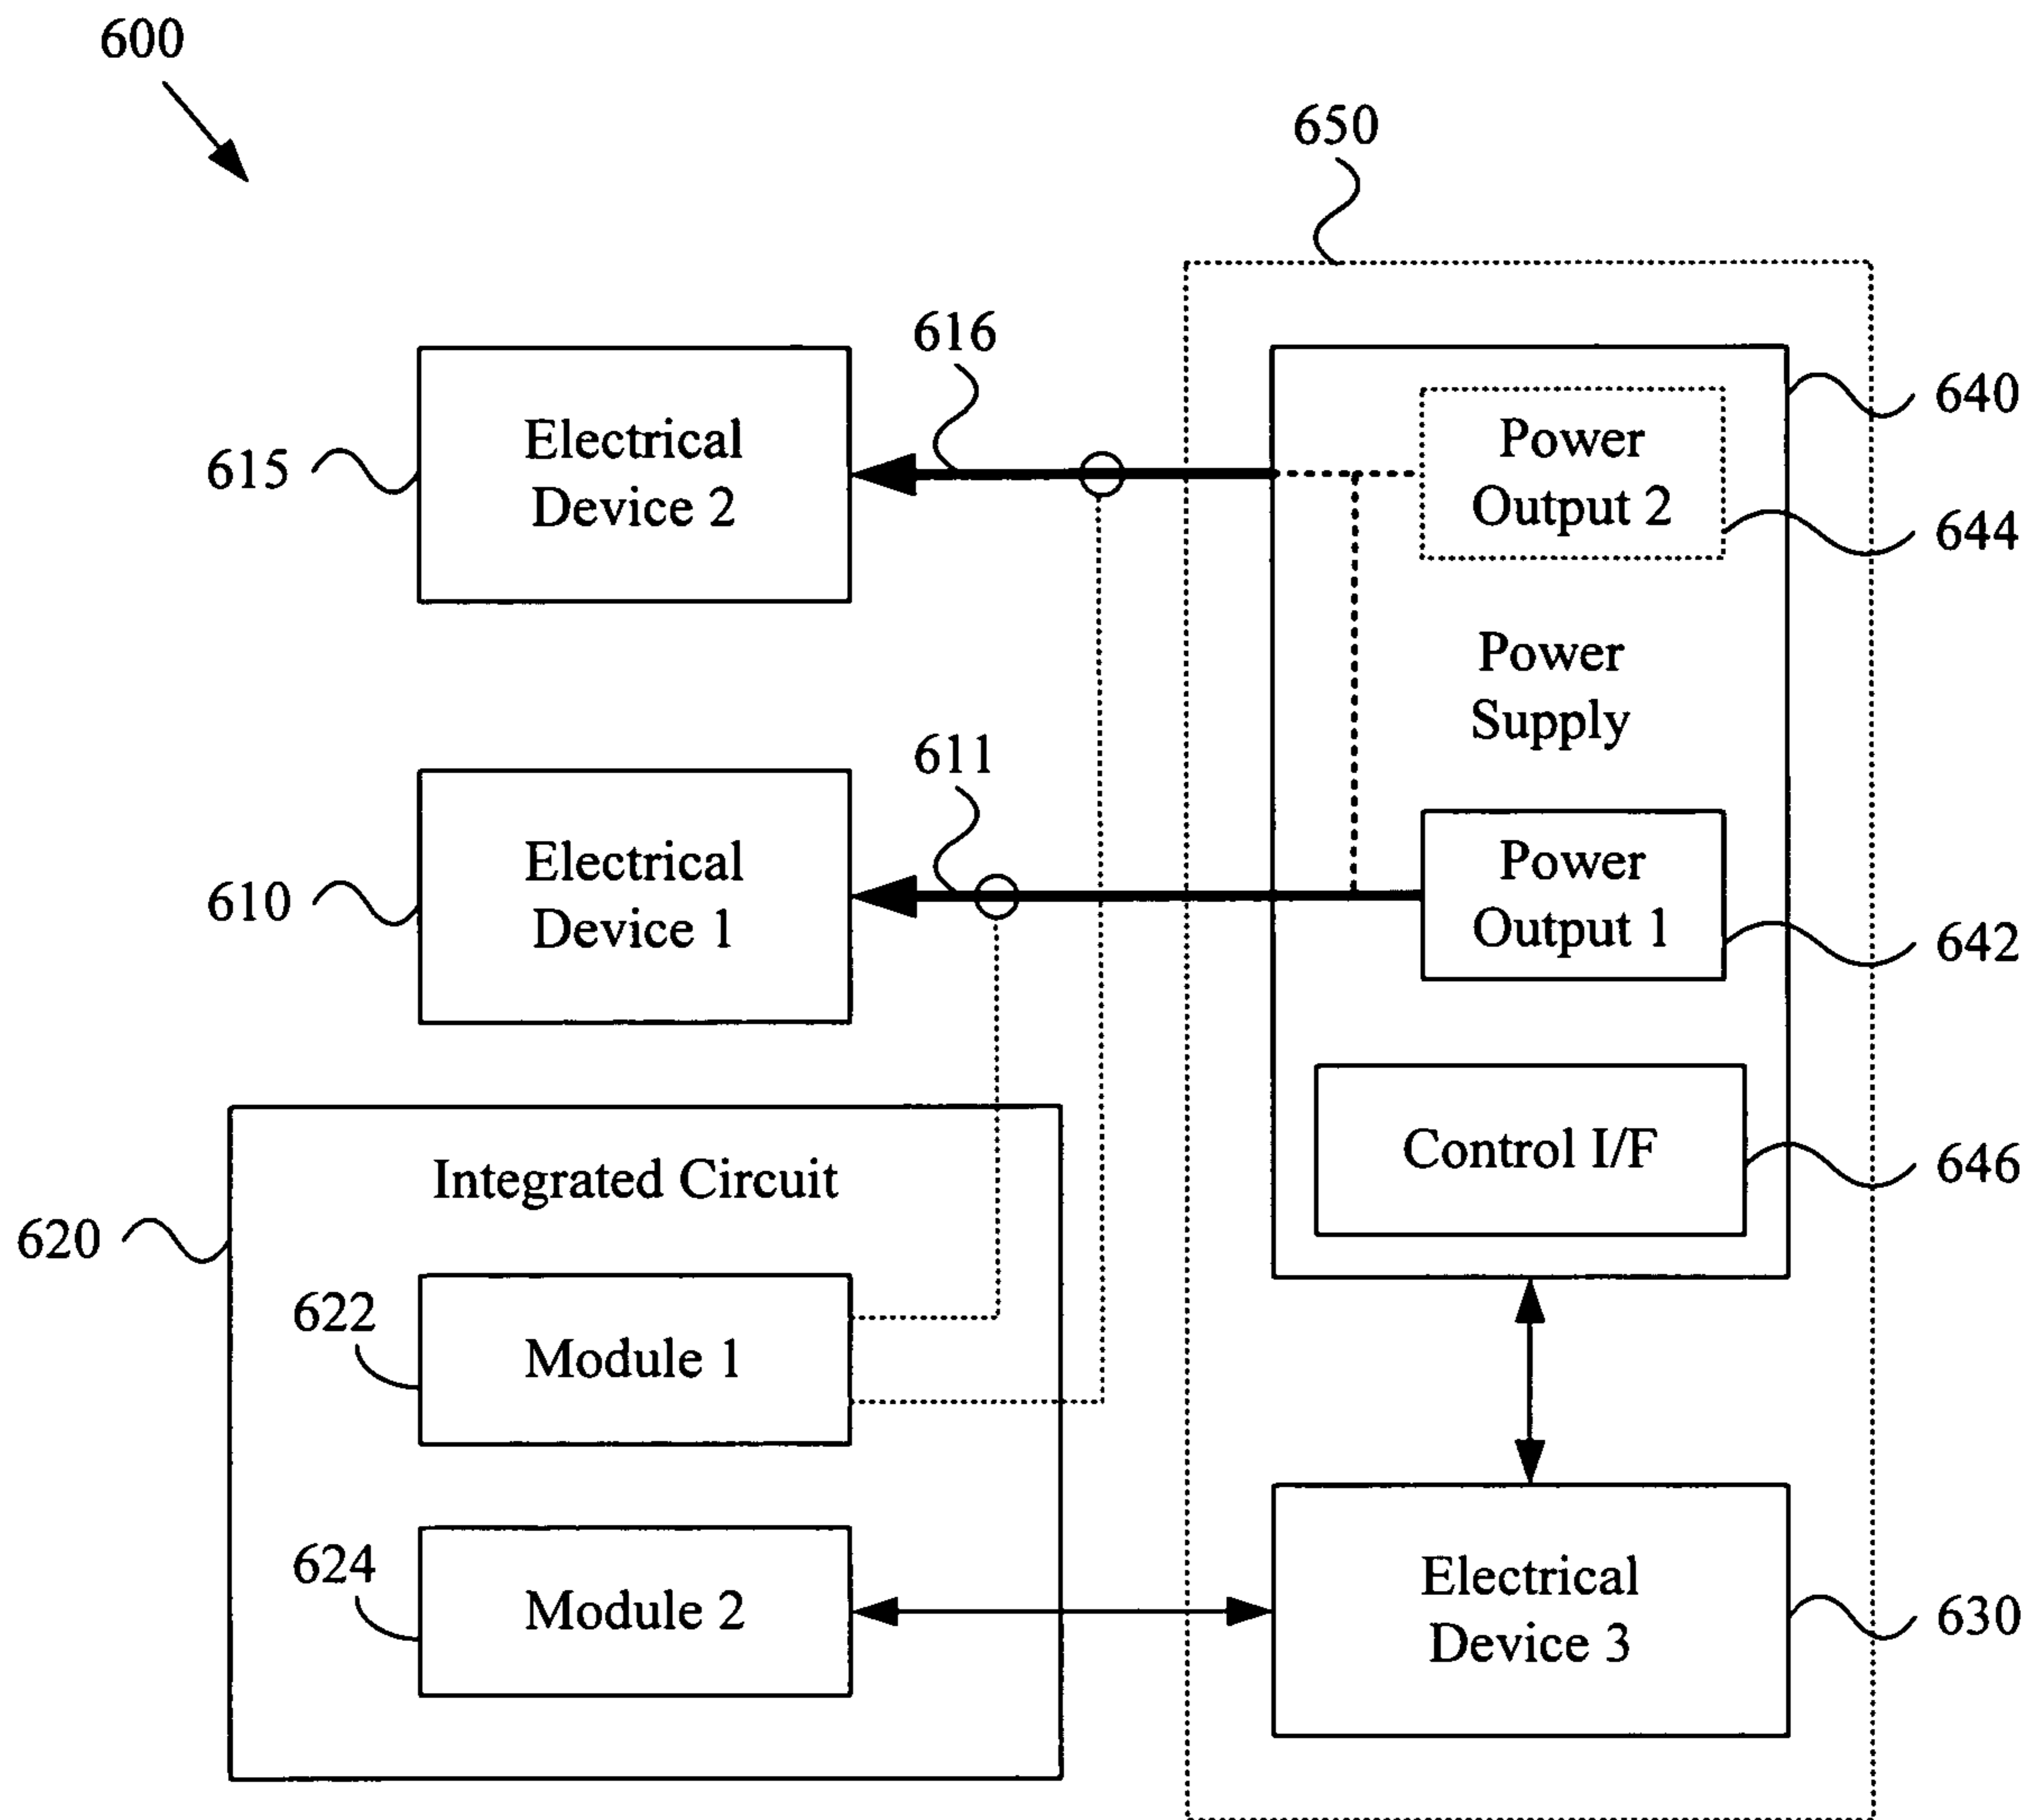 600
650
616
640
Electrical
Device 2
615
Power
Output 2
644
Power
Supply
611
Electrical
Device 1
610
Power
Output 1
642
Control I/F
646
Integrated Circuit
620
622
Module 1
624
Module 2
Electrical
Device 3
630